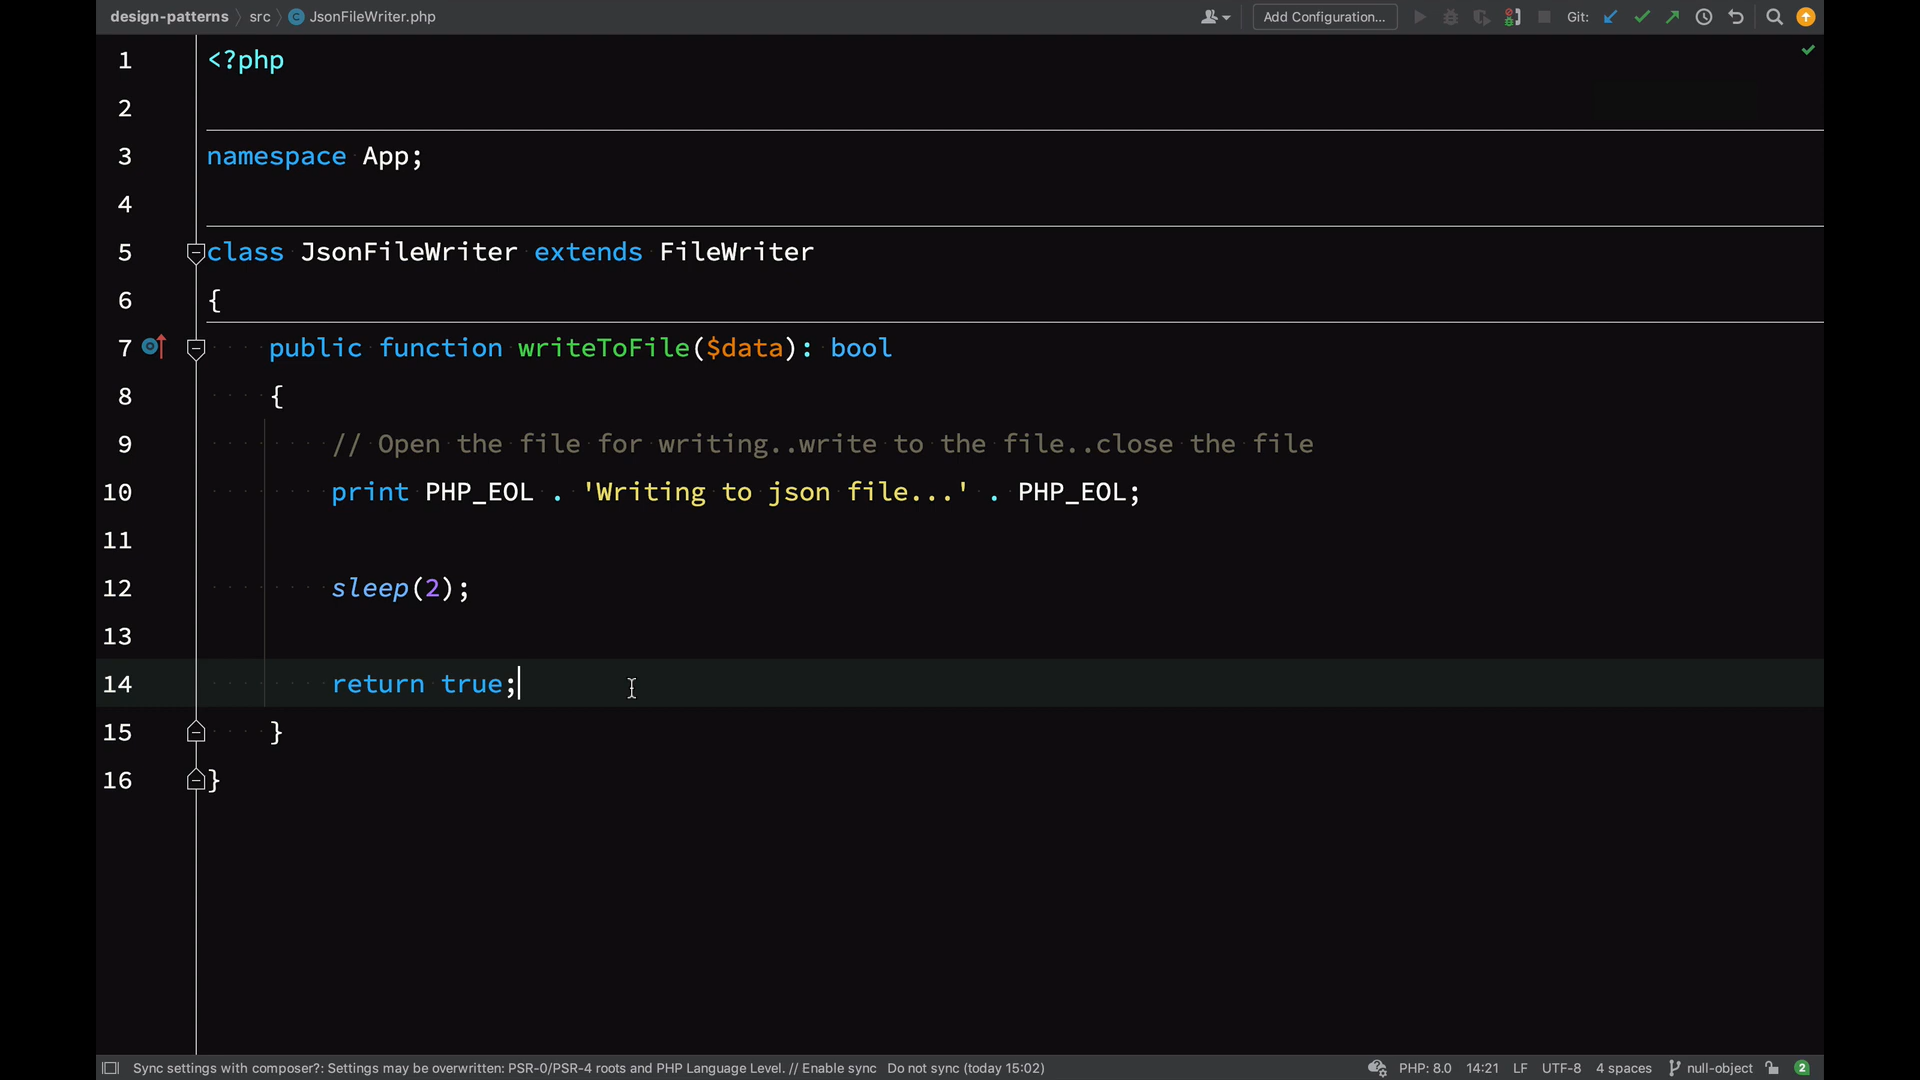 design-patterns src JsonFileWriter.php Add Configuration... Git:
1 <?php
2
3 namespace App;
4
5 class JsonFileWriter extends FileWriter
6 {
7 public function writeToFile($data): bool
8 {
9 // Open the file for writing..write to the file..close the file
10 print PHP_EOL . 'Writing to json file...' . PHP_EOL;
11
12 sleep(2);
13
14 return true;
15 }
16 }
Sync settings with composer?: Settings may be overwritten: PSR-0/PSR-4 roots and PHP Language Level. // Enable sync Do not sync (today 15:02) PHP: 8.0 14:21 LF UTF-8 4 spaces null-object 2